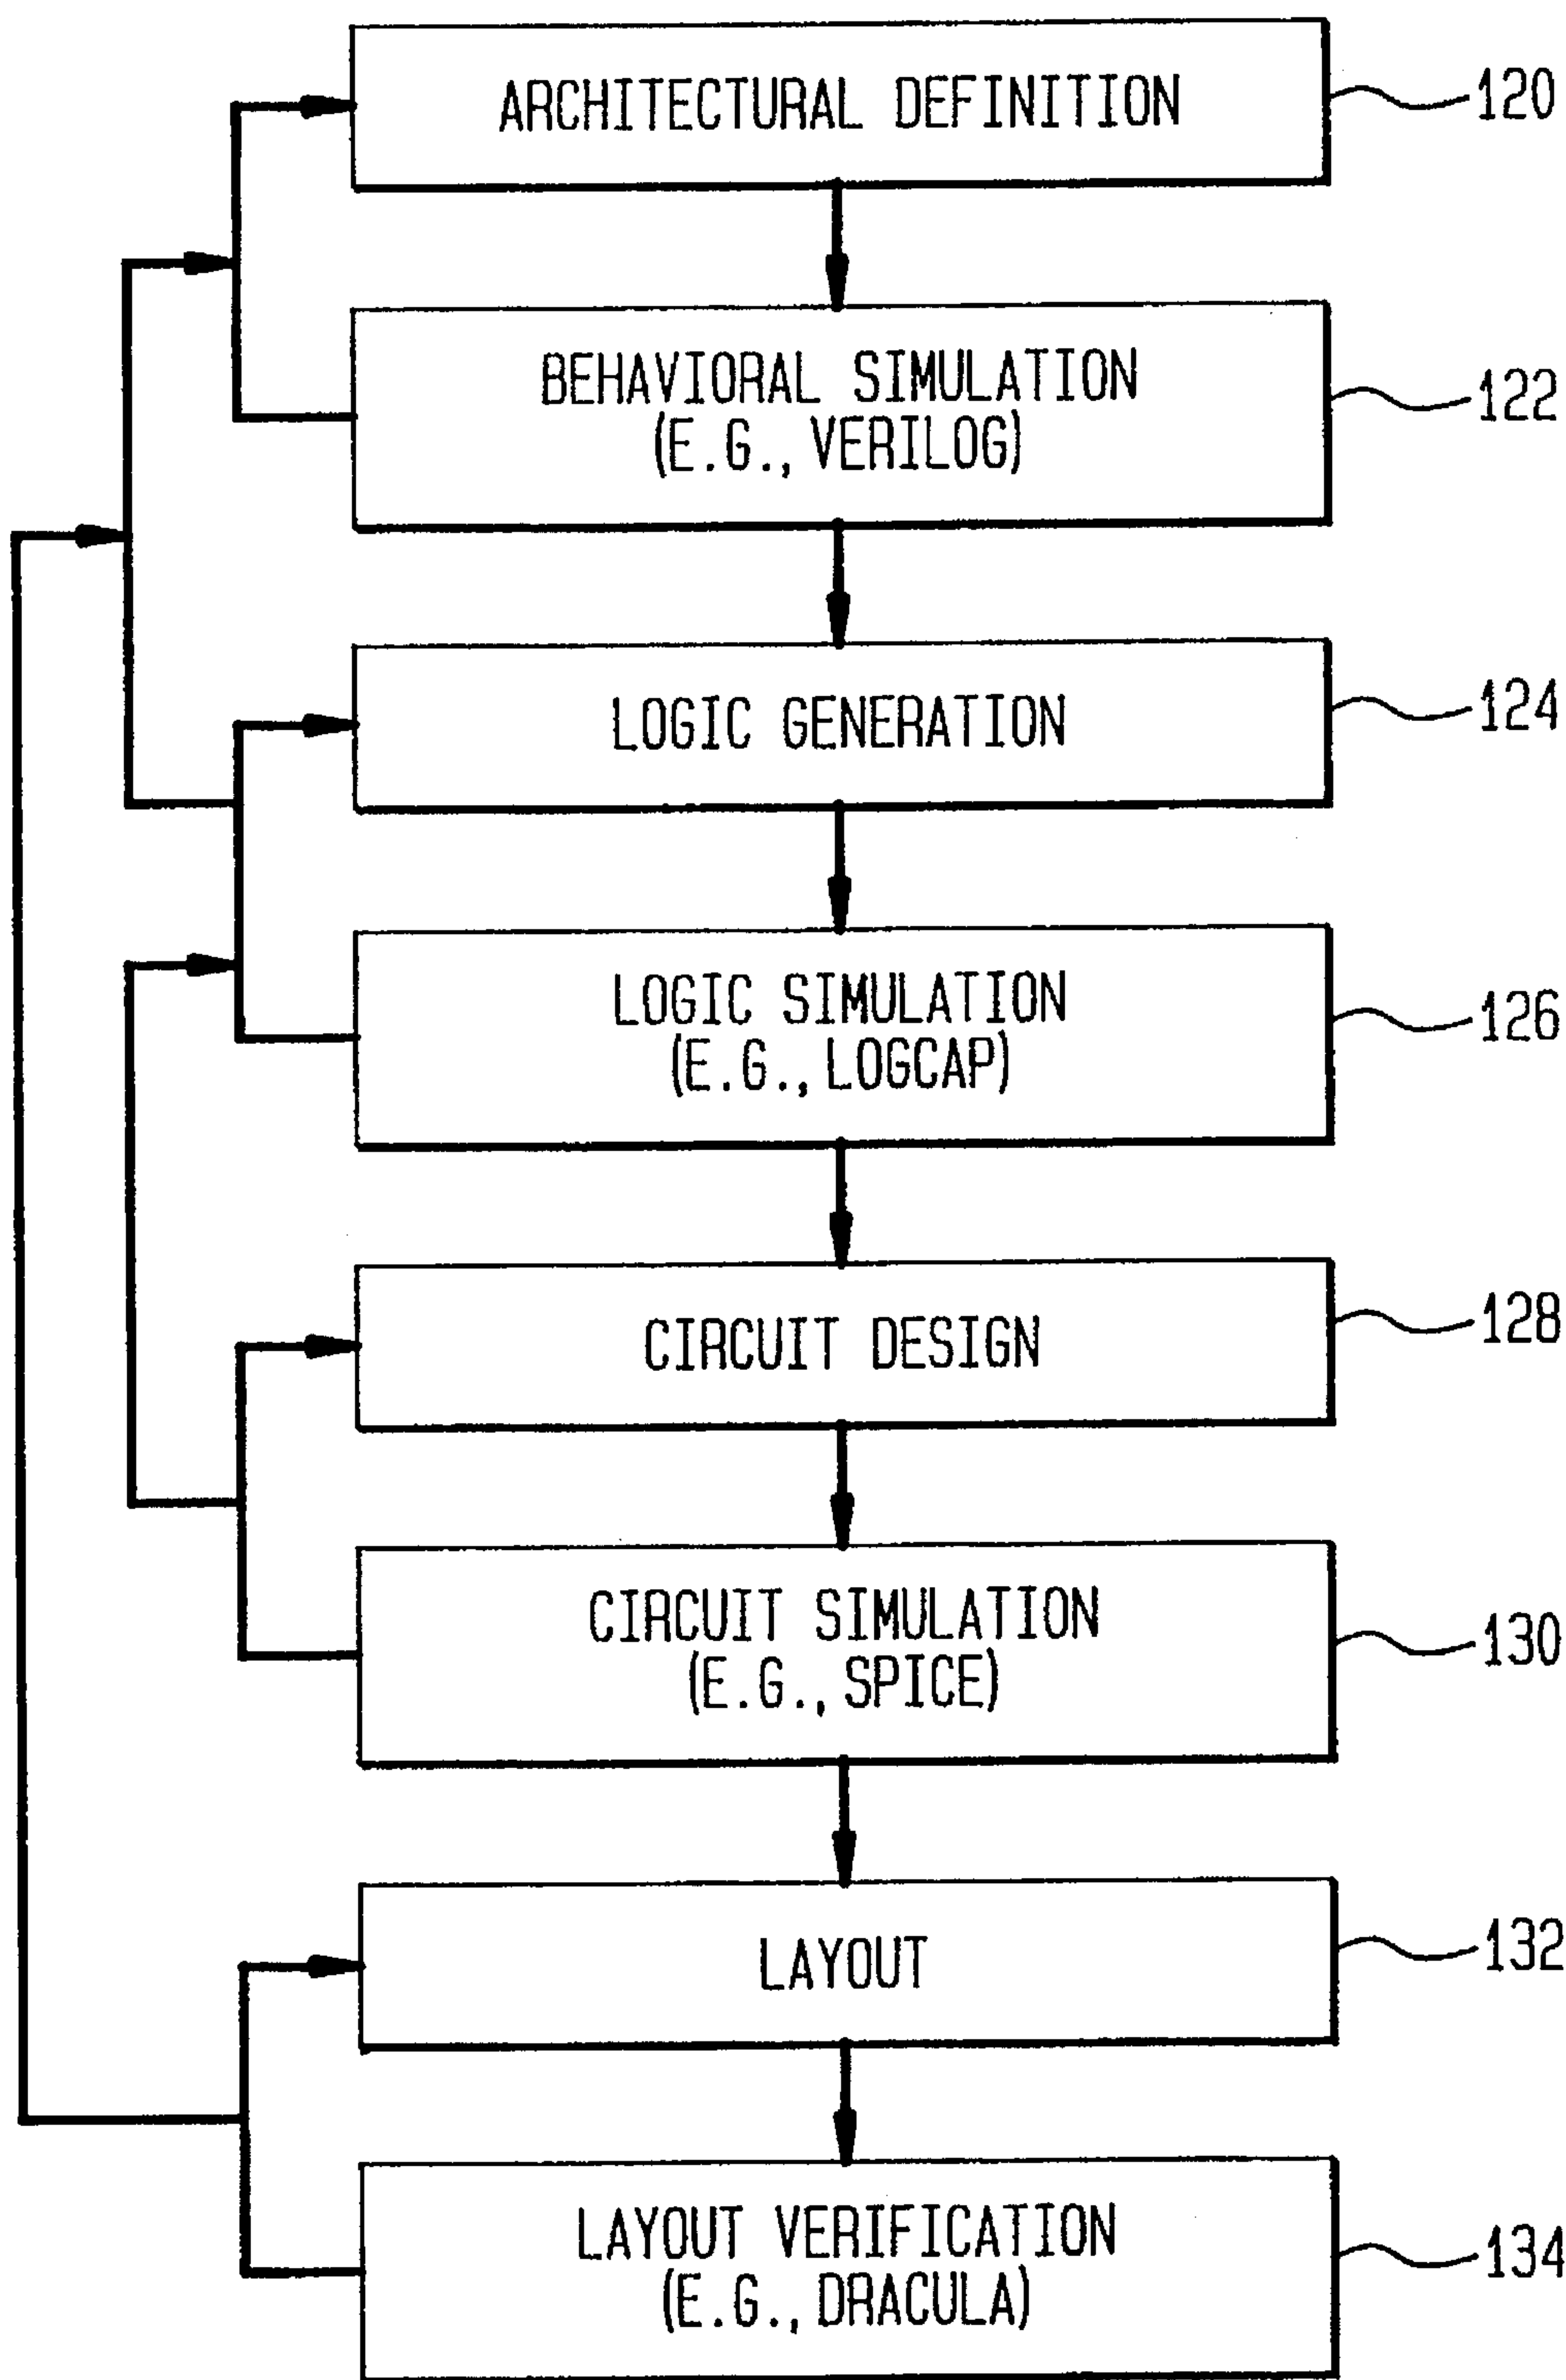 ARCHITECTURAL DEFINITION
120
BEHAVIORAL SIMULATION
(E.G., VERILOG)
122
LOGIC GENERATION
124
LOGIC SIMULATION
(E.G., LOGCAP)
126
CIRCUIT DESIGN
128
CIRCUIT SIMULATION
(E.G., SPICE)
130
LAYOUT
132
LAYOUT VERIFICATION
(E.G., DRACULA)
134